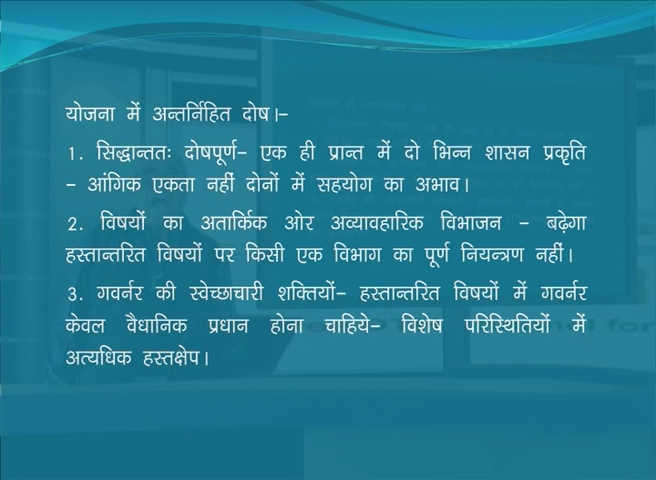 योजना में अन्तर्निहित दोष।-
1. सिद्धान्ततः दोषपूर्ण- एक ही प्रान्त में दो भिन्न शासन प्रकृति
- आंगिक एकता नहीं दोनों में सहयोग का अभाव।
2. विषयों का अतार्किक ओर अव्यावहारिक विभाजन - बढ़ेगा
हस्तान्तरित विषयों पर किसी एक विभाग का पूर्ण नियन्त्रण नहीं।
3. गवर्नर की स्वेच्छाचारी शक्तियों- हस्तान्तरित विषयों में गवर्नर
केवल वैधानिक प्रधान होना चाहिये- विशेष परिस्थितियों में
अत्यधिक हस्तक्षेप।